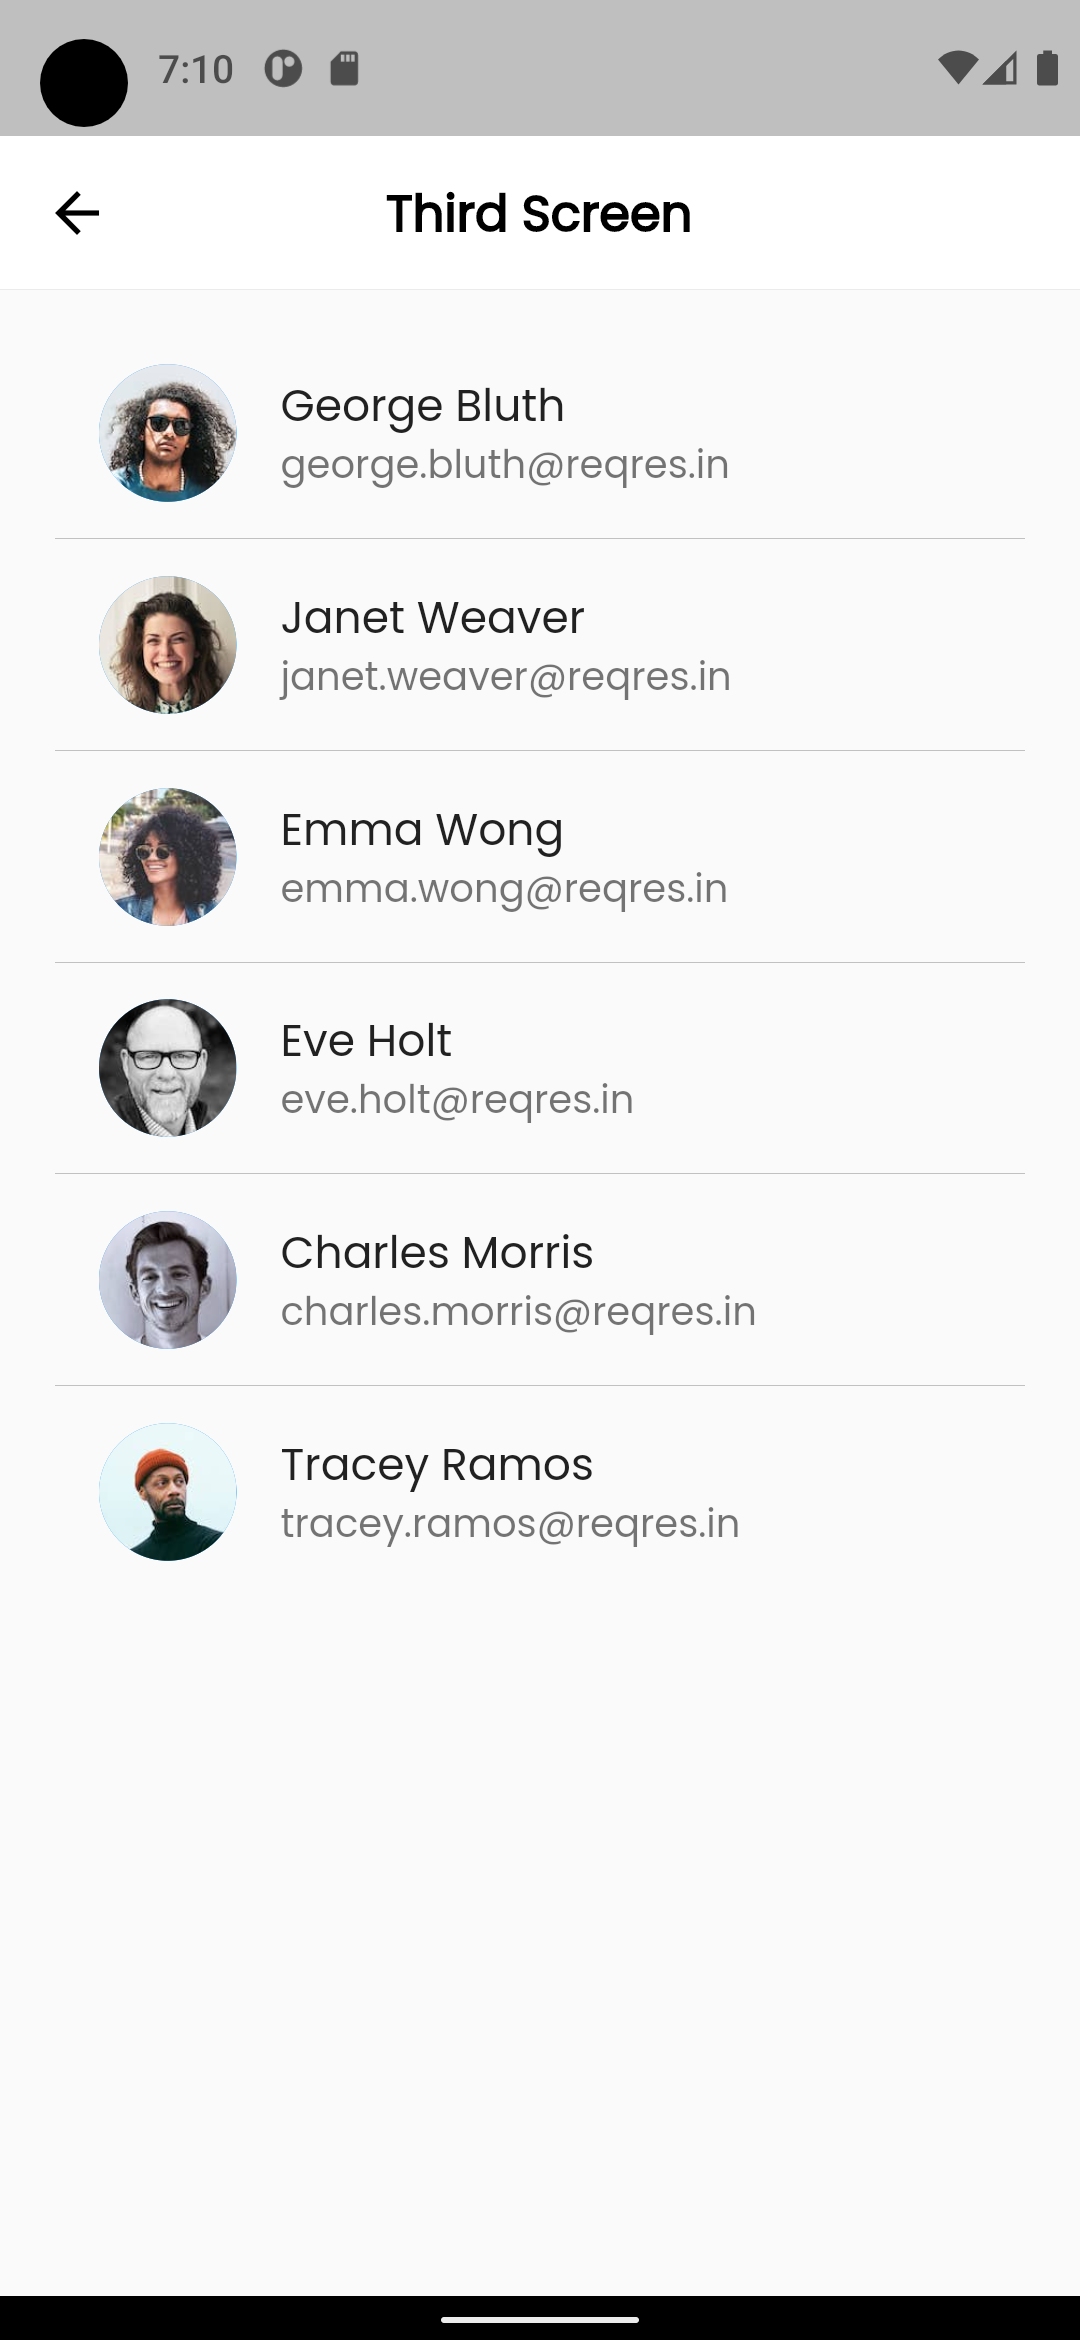 7:10
Third Screen
George Bluth
george.bluth@reqres.in
Janet Weaver
janet.weaver@reqres.in
Emma Wong
emma.wong@reqres.in
Eve Holt
eve.holt@reqres.in
Charles Morris
charles.morris@reqres.in
Tracey Ramos
tracey.ramos@reqres.in